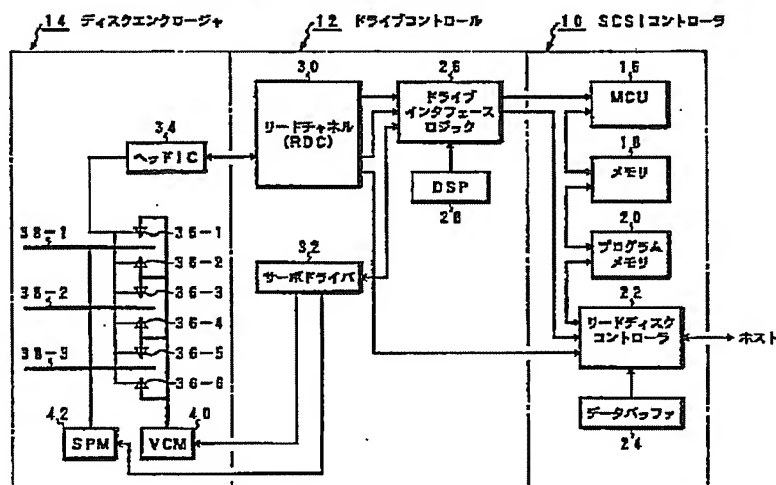 14 ディスクエンクロージャ
12 ドライブコントロール
10 SCSIコントローラ
30
リードチャネル
(RDC)
26
ドライブ
インタフェース
ロジック
16
MCU
34
ヘッドIC
DSP
28
18
メモリ
20
プログラム
メモリ
38-1
36-1
36-2
38-2
36-3
32
サーボドライバ
36-4
38-3
36-5
36-6
22
リードディスク
コントローラ
ホスト
42
SPM
40
VCM
データバッファ
24